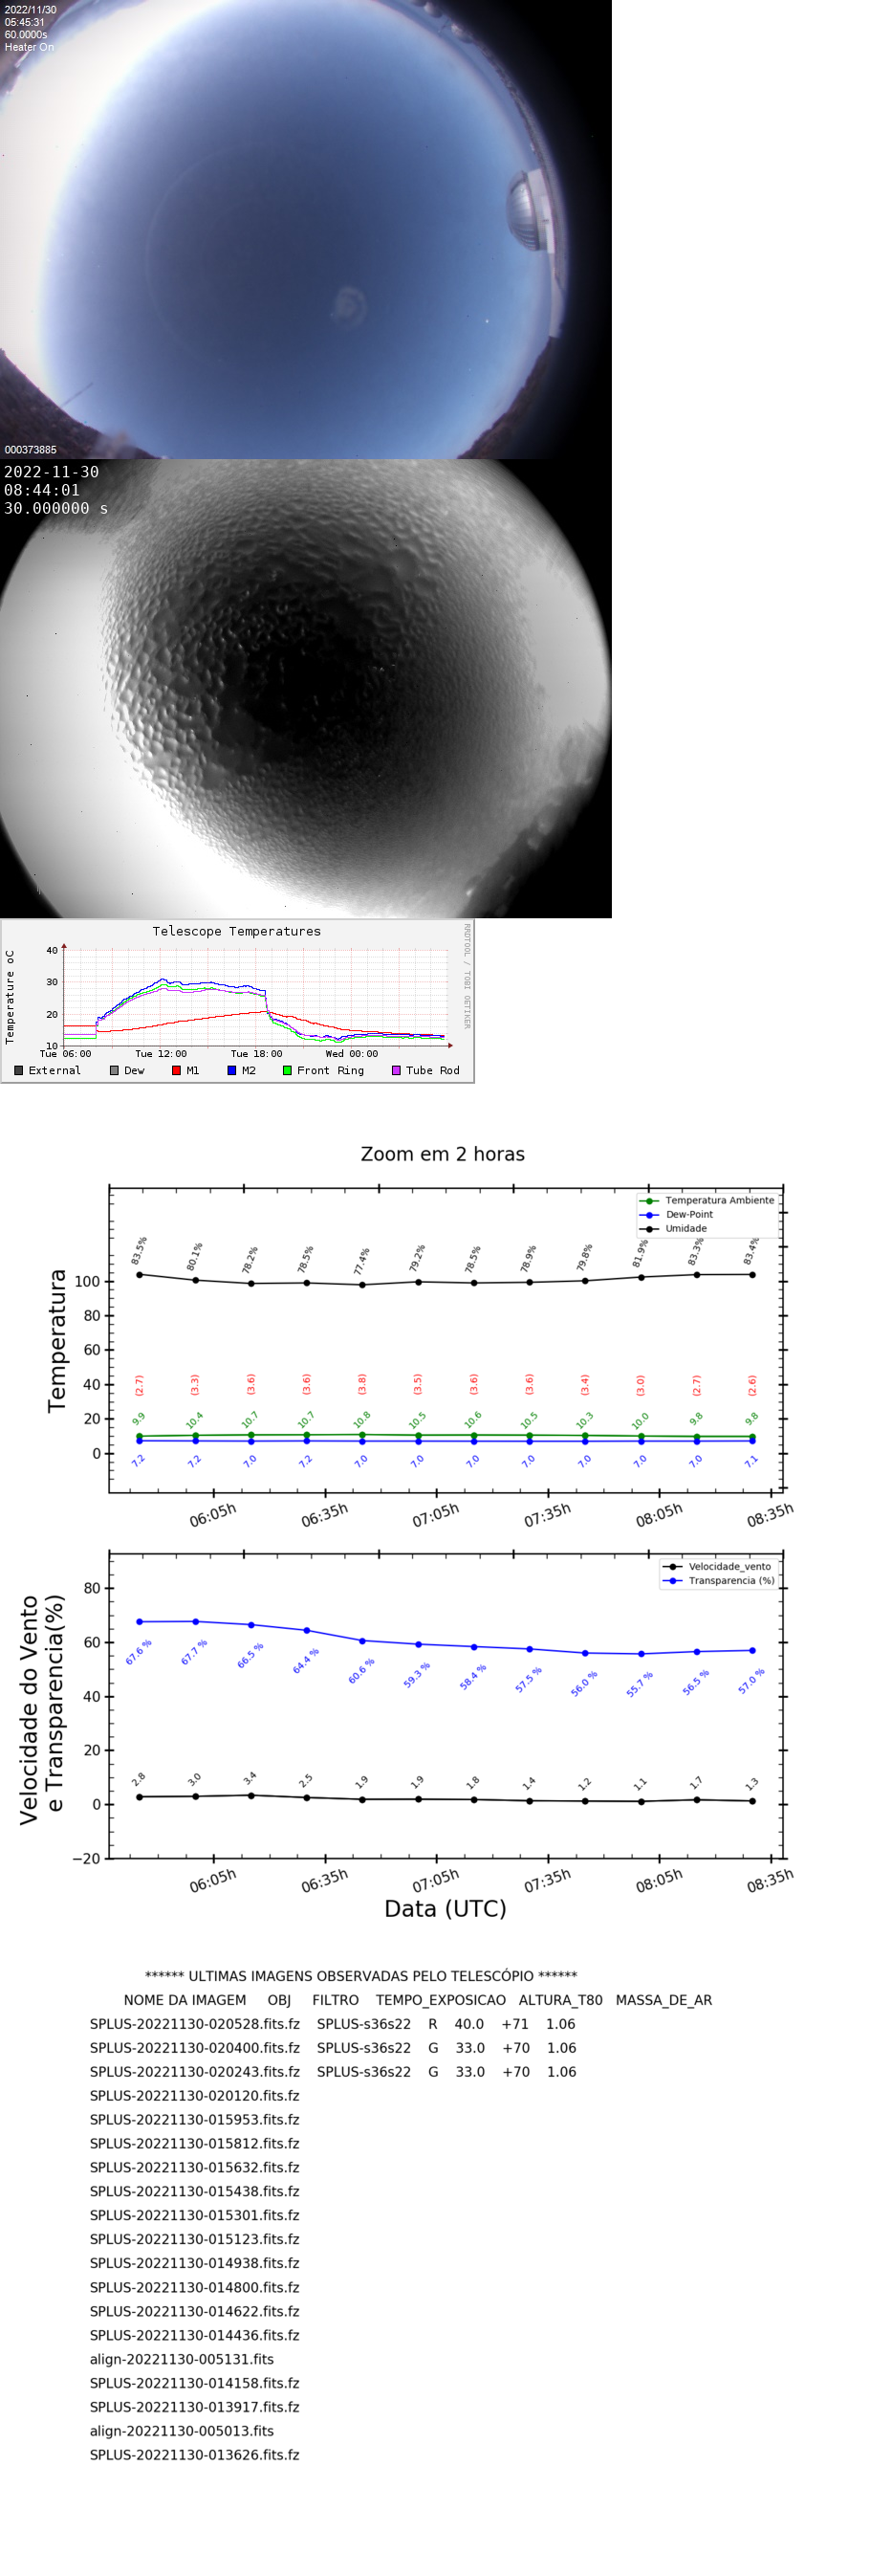 2022/11/30
05:45:31
60.0000s
Heater On
000373885
2022-11-30
08:44:01
30.000000 s
Telescope Temperatures
RRDTOOL / TOBI OETIKER
Temperature oC
40
30
20
10
Tue 06:00 Tue 12:00 Tue 18:00 Wed 00:00
External Dew M1 M2 Front Ring Tube Rod
Zoom em 2 horas
Temperatura Ambiente
Dew-Point
Umidade
Temperatura
100
80
60
40
20
0
83.5% 80.1% 78.2% 78.5% 77.4% 79.2% 78.5% 78.9% 79.8% 81.9% 83.3% 83.4%
(2.7) (3.3) (3.6) (3.6) (3.8) (3.5) (3.6) (3.6) (3.4) (3.0) (2.7) (2.6)
9.9 10.4 10.7 10.7 10.8 10.5 10.6 10.5 10.3 10.0 9.8 9.8
7.2 7.2 7.0 7.2 7.0 7.0 7.0 7.0 7.0 7.0 7.0 7.1
06:05h 06:35h 07:05h 07:35h 08:05h 08:35h
Velocidade_vento
Transparencia (%)
Velocidade do Vento
e Transparencia(%)
80
60
40
20
0
−20
67.6 % 67.7 % 66.5 % 64.4 % 60.6 % 59.3 % 58.4 % 57.5 % 56.0 % 55.7 % 56.5 % 57.0 %
2.8 3.0 3.4 2.5 1.9 1.9 1.8 1.4 1.2 1.1 1.7 1.3
06:05h 06:35h 07:05h 07:35h 08:05h 08:35h
Data (UTC)
****** ULTIMAS IMAGENS OBSERVADAS PELO TELESCÓPIO ******
NOME DA IMAGEM OBJ FILTRO TEMPO_EXPOSICAO ALTURA_T80 MASSA_DE_AR
SPLUS-20221130-020528.fits.fz SPLUS-s36s22 R 40.0 +71 1.06
SPLUS-20221130-020400.fits.fz SPLUS-s36s22 G 33.0 +70 1.06
SPLUS-20221130-020243.fits.fz SPLUS-s36s22 G 33.0 +70 1.06
SPLUS-20221130-020120.fits.fz
SPLUS-20221130-015953.fits.fz
SPLUS-20221130-015812.fits.fz
SPLUS-20221130-015632.fits.fz
SPLUS-20221130-015438.fits.fz
SPLUS-20221130-015301.fits.fz
SPLUS-20221130-015123.fits.fz
SPLUS-20221130-014938.fits.fz
SPLUS-20221130-014800.fits.fz
SPLUS-20221130-014622.fits.fz
SPLUS-20221130-014436.fits.fz
align-20221130-005131.fits
SPLUS-20221130-014158.fits.fz
SPLUS-20221130-013917.fits.fz
align-20221130-005013.fits
SPLUS-20221130-013626.fits.fz